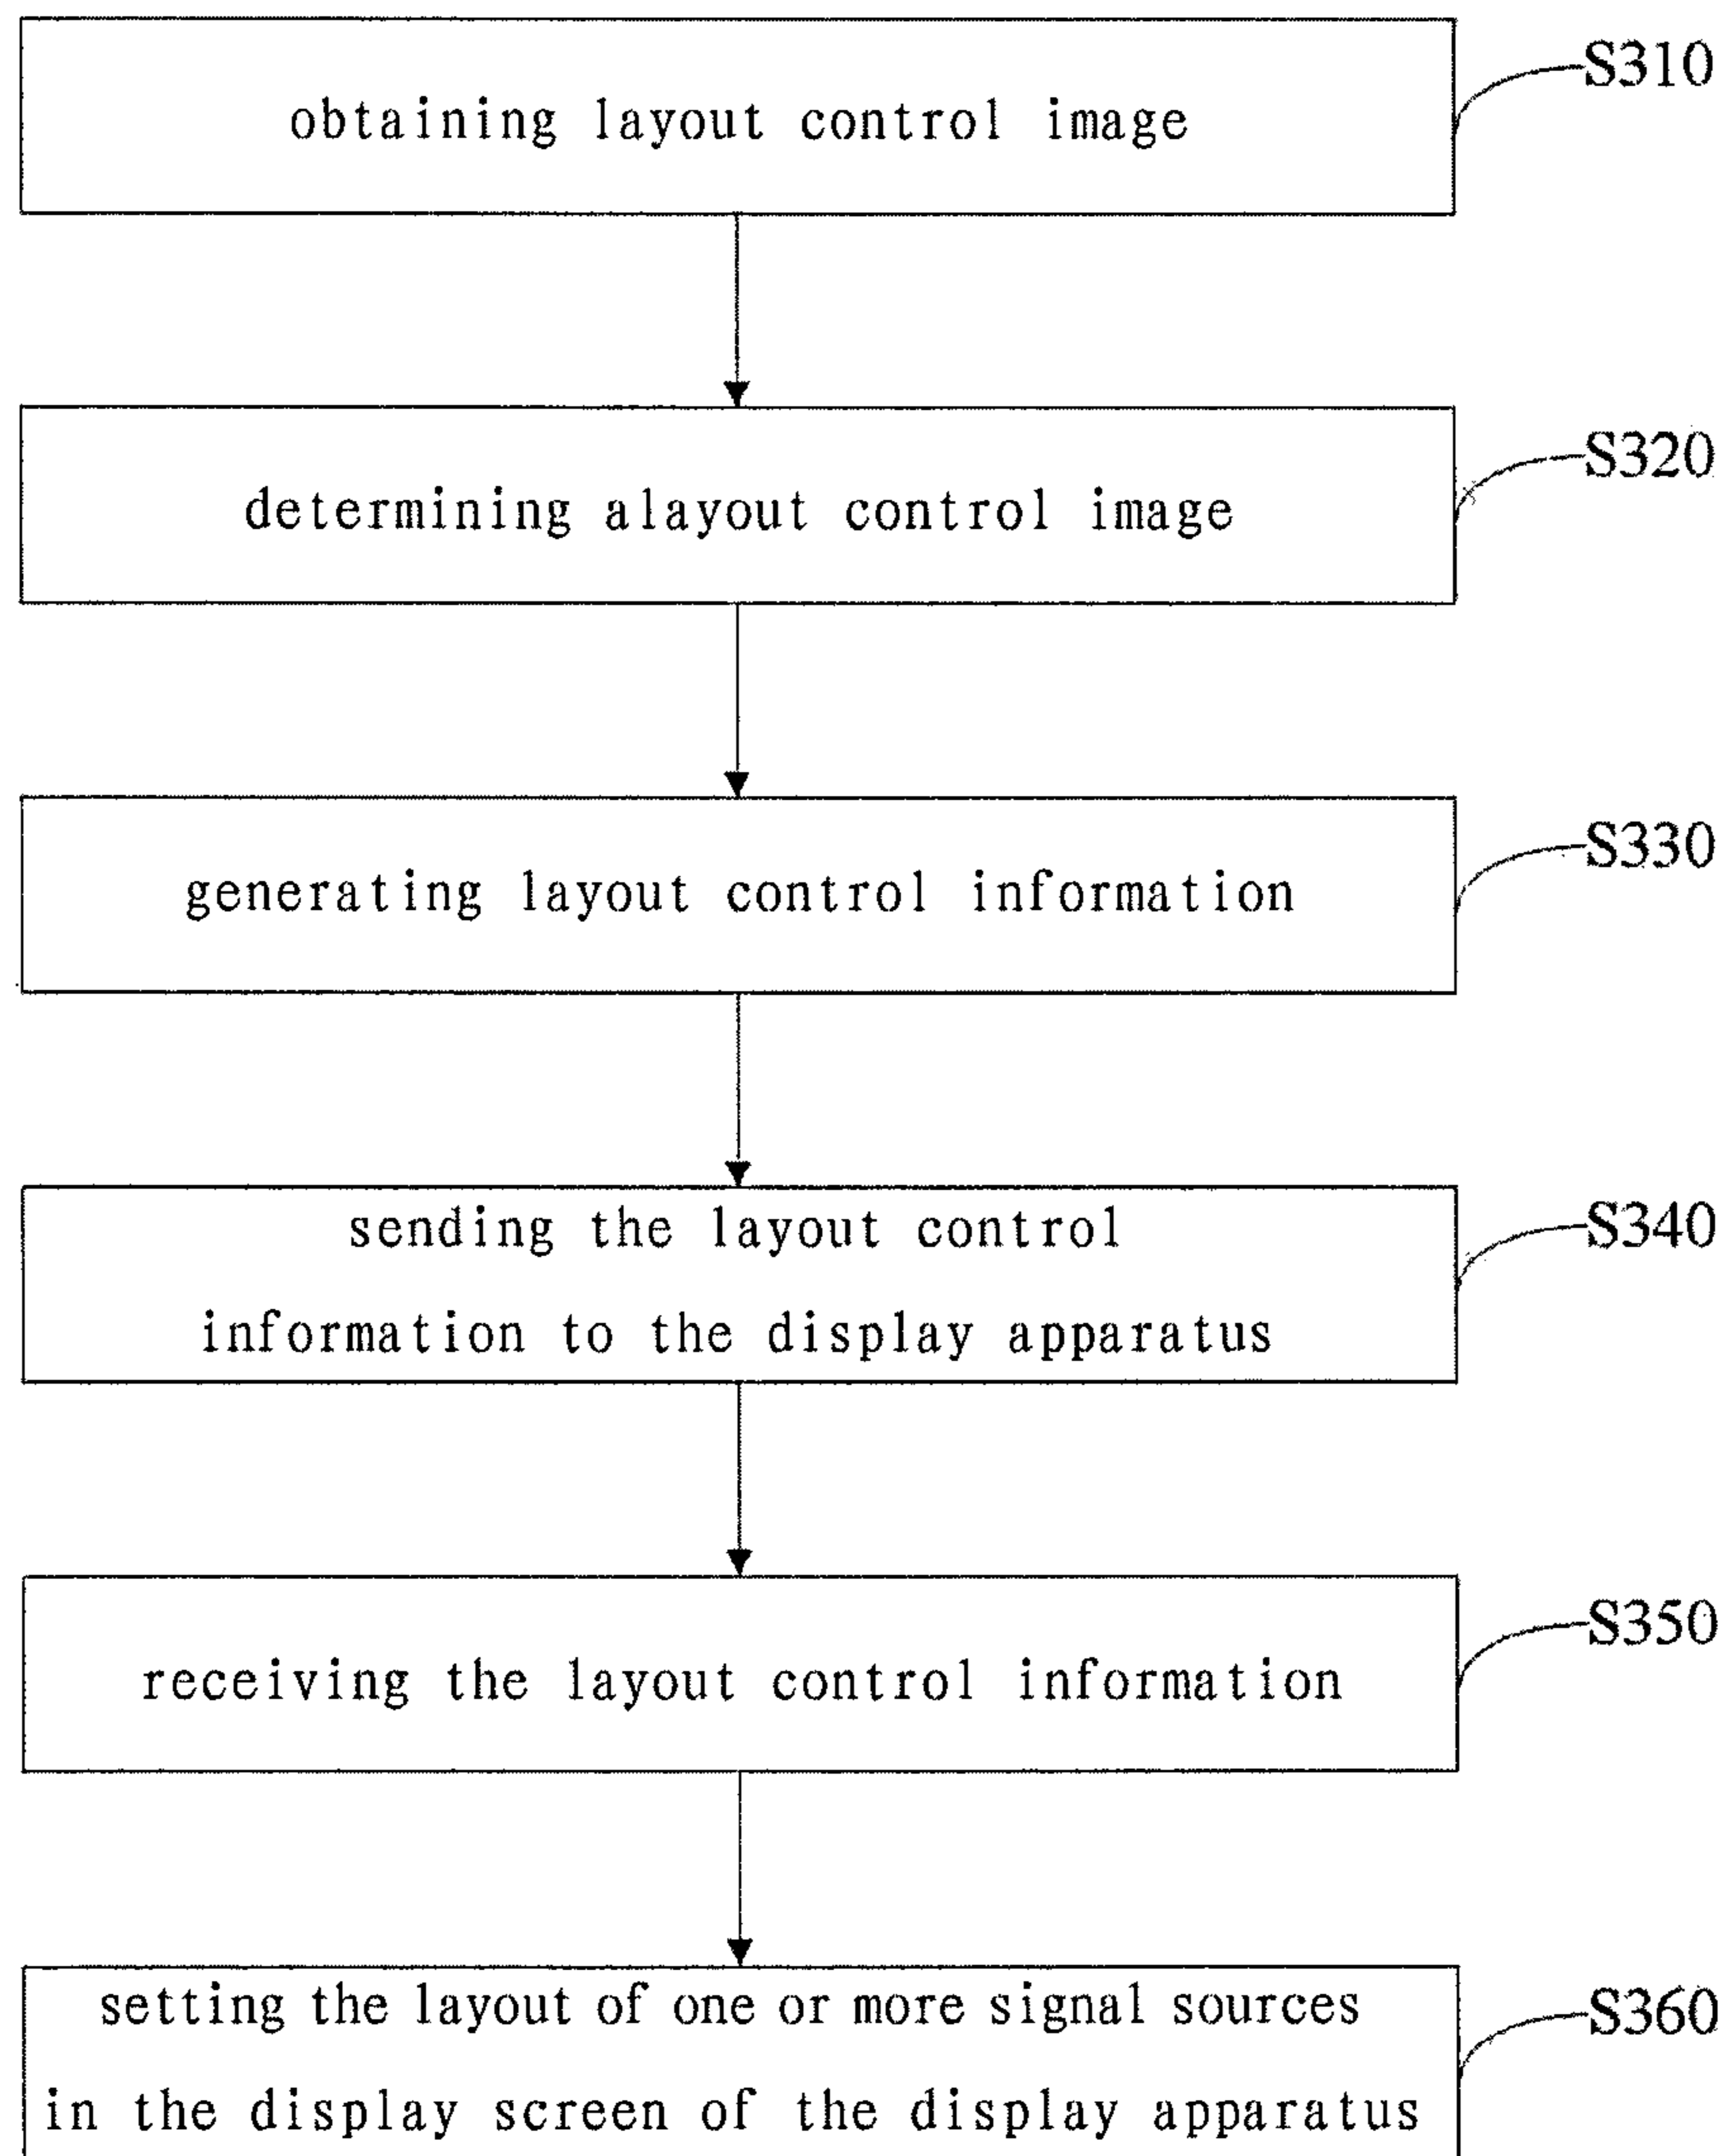 S310
obtaining layout control image
S320
determining alayout control image
S330
generating layout control information
S340
sending the layout control
information to the display apparatus
S350
receiving the layout control information
S360
setting the layout of one or more signal sources
in the display screen of the display apparatus